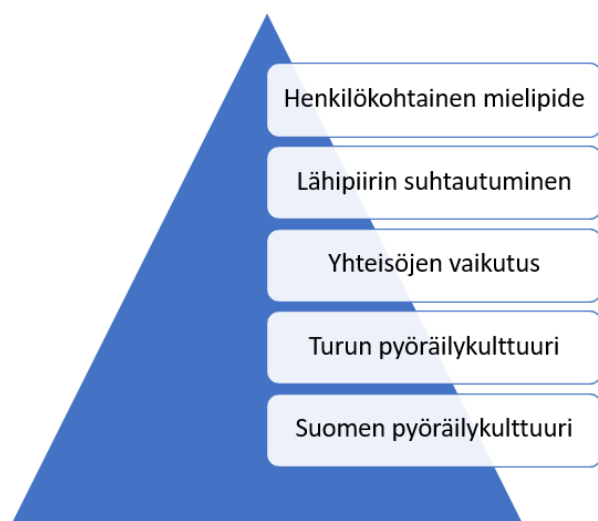 Henkilökohtainen mielipide
Lähipiirin suhtautuminen
Yhteisöjen vaikutus
Turun pyöräilykulttuuri
Suomen pyöräilykulttuuri